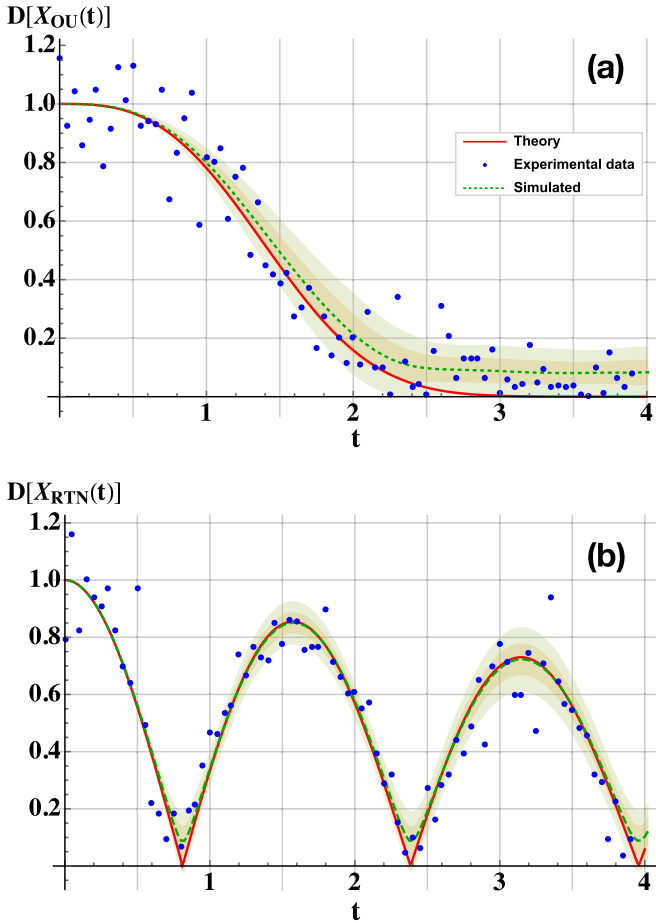 D[X_OU(t)]
1.2
(a)
1.0
Theory
Experimental data
0.8
Simulated
0.6
0.4
0.2
1 2 3 4
t
D[X_RTN(t)]
1.2
(b)
1.0
0.8
0.6
0.4
0.2
1 2 3 4
t